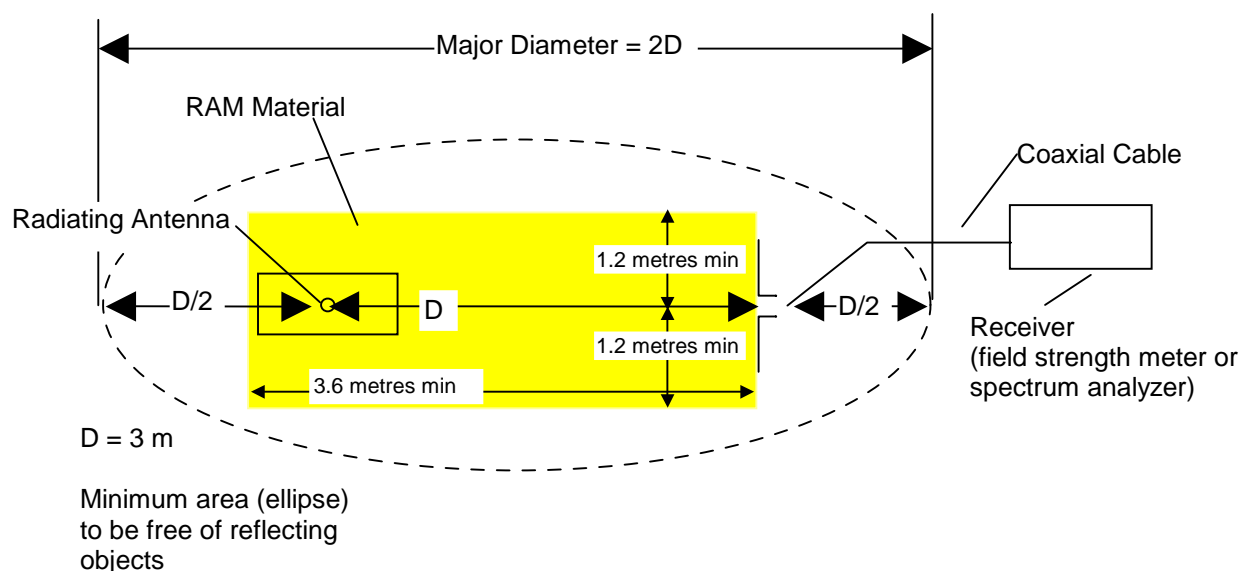 Major Diameter = 2D
RAM Material
Coaxial Cable
Radiating Antenna
1.2 metres min
D/2
D
D/2
1.2 metres min
3.6 metres min
Receiver
(field strength meter or
spectrum analyzer)
D = 3 m
Minimum area (ellipse)
to be free of reflecting
objects